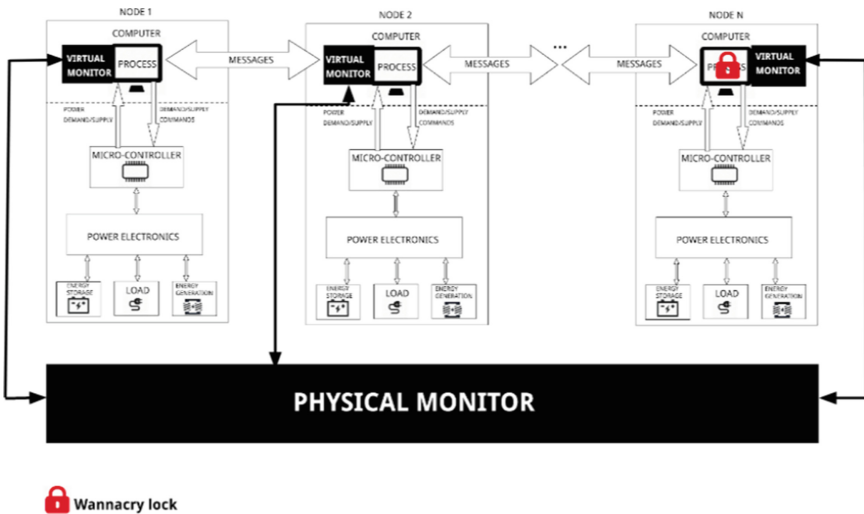 NODE 1
COMPUTER
VIRTUAL
MONITOR
PROCESS
POWER
DEMAND/SUPPLY
DEMAND/SUPPLY
COMMANDS
MICRO-CONTROLLER
POWER ELECTRONICS
ENERGY
STORAGE
LOAD
ENERGY
GENERATION
MESSAGES
NODE 2
COMPUTER
VIRTUAL
MONITOR
PROCESS
POWER
DEMAND/SUPPLY
DEMAND/SUPPLY
COMMANDS
MICRO-CONTROLLER
POWER ELECTRONICS
ENERGY
STORAGE
LOAD
ENERGY
GENERATION
MESSAGES
...
MESSAGES
NODE N
COMPUTER
VIRTUAL
MONITOR
POWER
DEMAND/SUPPLY
DEMAND/SUPPLY
COMMANDS
MICRO-CONTROLLER
POWER ELECTRONICS
ENERGY
STORAGE
LOAD
ENERGY
GENERATION
PHYSICAL MONITOR
Wannacry lock